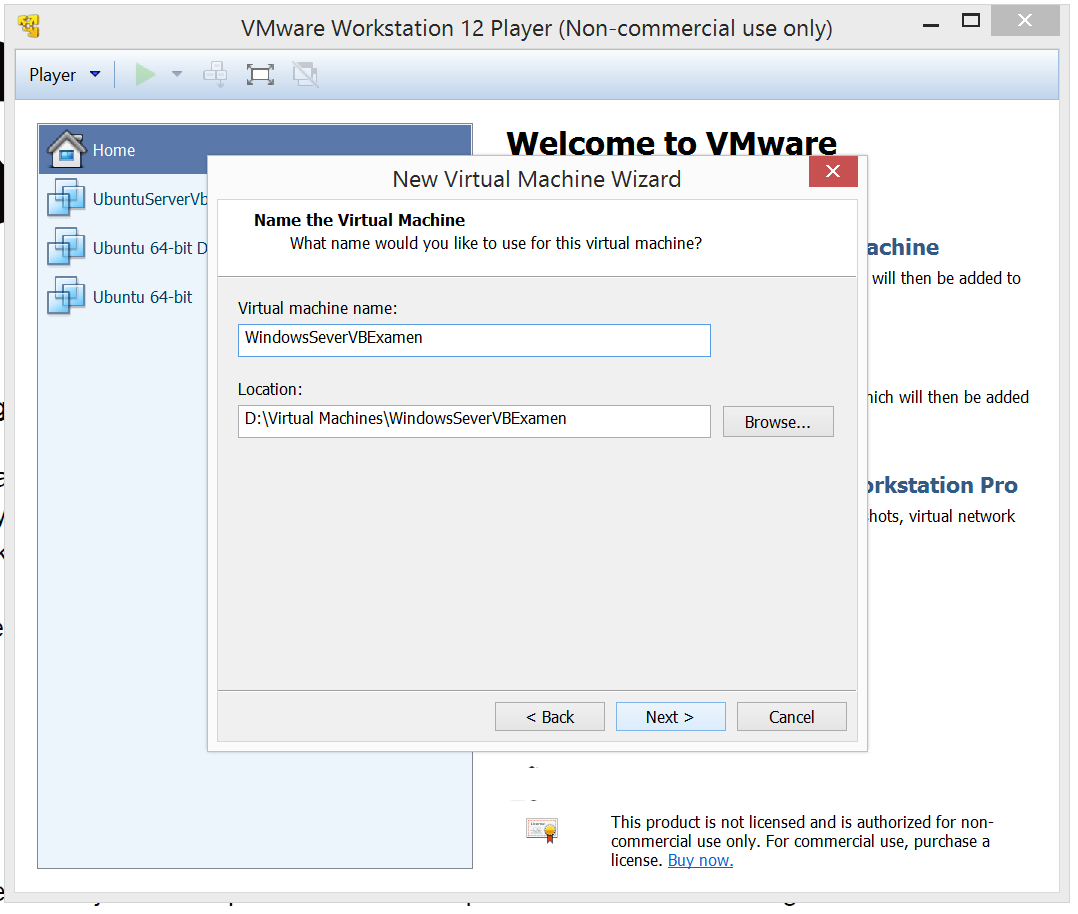 VMware Workstation 12 Player (Non-commercial use only)
Player
Home
Welcome to VMware
UbuntuServerVb
Ubuntu 64-bit D
Ubuntu 64-bit
New Virtual Machine Wizard
Name the Virtual Machine
What name would you like to use for this virtual machine?
Virtual machine name:
WindowsSeverVBExamen
Location:
D:\Virtual Machines\WindowsSeverVBExamen
Browse...
< Back
Next >
Cancel
achine
will then be added to
hich will then be added
orkstation Pro
hots, virtual network
This product is not licensed and is authorized for non-
commercial use only. For commercial use, purchase a
license. Buy now.